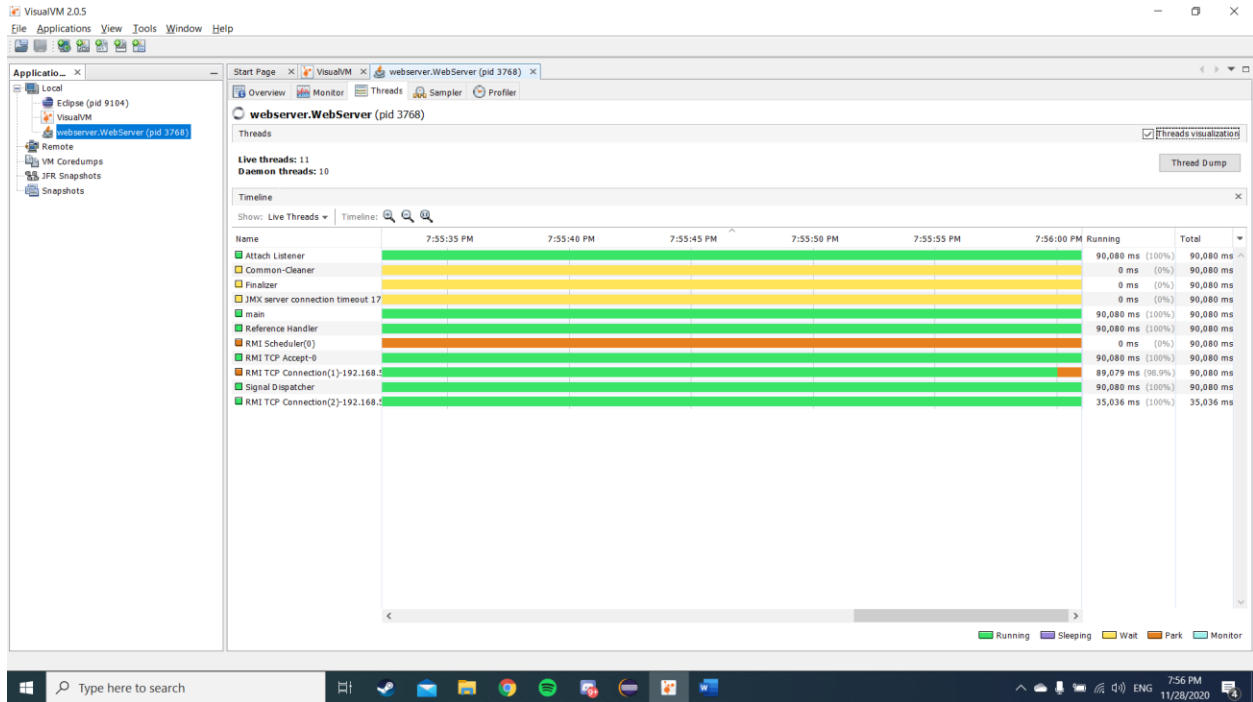 VisualVM 2.0.5
File Applications View Tools Window Help
Applicatio...
Start Page VisualVM webserver.WebServer (pid 3768)
Local
Eclipse (pid 9104)
VisualVM
webserver.WebServer (pid 3768)
Remote
VM Coredumps
JFR Snapshots
Snapshots
Overview Monitor Threads Sampler Profiler
webserver.WebServer (pid 3768)
Threads Threads visualization
Live threads: 11
Daemon threads: 10
Thread Dump
Timeline
Show: Live Threads Timeline:
Name 7:55:35 PM 7:55:40 PM 7:55:45 PM 7:55:50 PM 7:55:55 PM 7:56:00 PM Running Total
Attach Listener 90,080 ms (100%) 90,080 ms
Common-Cleaner 0 ms (0%) 90,080 ms
Finalizer 0 ms (0%) 90,080 ms
JMX server connection timeout 17 0 ms (0%) 90,080 ms
main 90,080 ms (100%) 90,080 ms
Reference Handler 90,080 ms (100%) 90,080 ms
RMI Scheduler(0) 0 ms (0%) 90,080 ms
RMI TCP Accept-0 90,080 ms (100%) 90,080 ms
RMI TCP Connection(1)-192.168.5 89,079 ms (98.9%) 90,080 ms
Signal Dispatcher 90,080 ms (100%) 90,080 ms
RMI TCP Connection(2)-192.168.5 35,036 ms (100%) 35,036 ms
Running Sleeping Wait Park Monitor
Type here to search
ENG
7:56 PM
11/28/2020
4